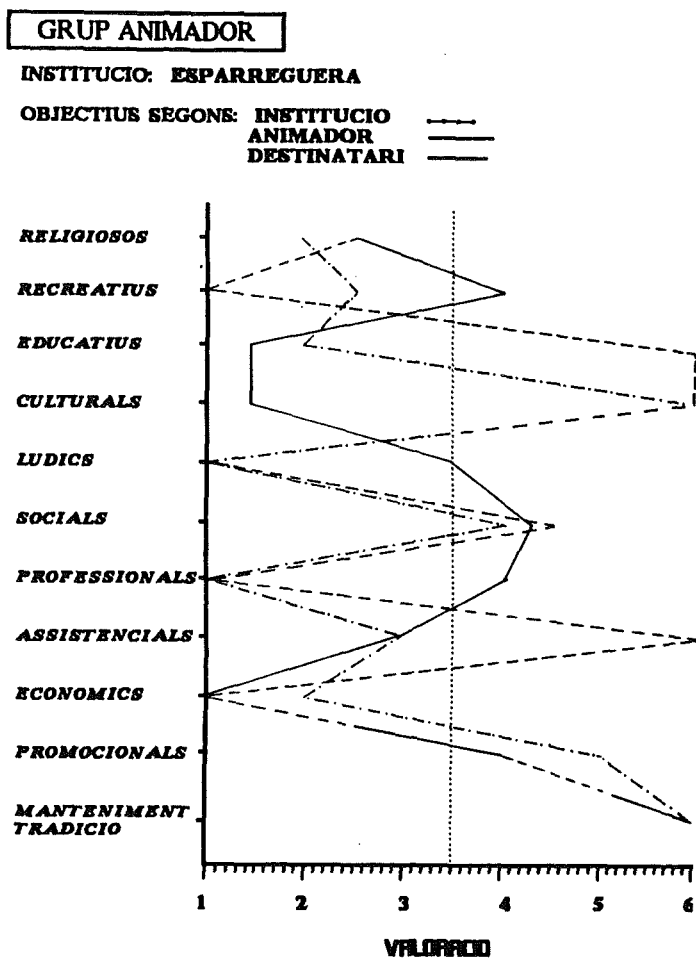 GRUP ANIMADOR
INSTITUCIO: ESPARREGUERA
OBJECTIUS SEGONS: INSTITUCIO
ANIMADOR
DESTINATARI
RELIGIOSOS
RECREATIUS
EDUCATIUS
CULTURALS
LUDICS
SOCIALS
PROFESSIONALS
ASSISTENCIALS
ECONOMICS
PROMOCIONALS
MANTENIMENT
TRADICIO
1 2 3 4 5 6
VALORACIO